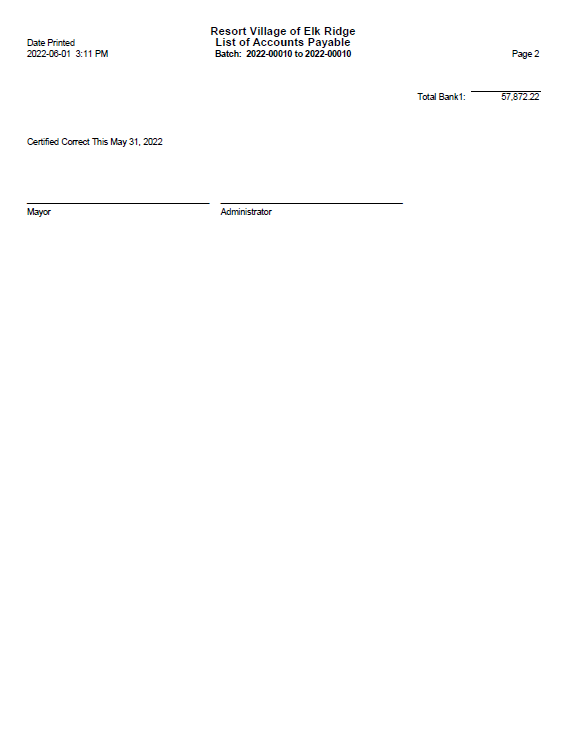 Resort Village of Elk Ridge
Date Printed List of Accounts Payable
2022-06-01 3:11 PM Batch: 2022-00010 to 2022-00010 Page 2
Total Bank1: 57,872.22
Certified Correct This May 31, 2022
Mayor Administrator